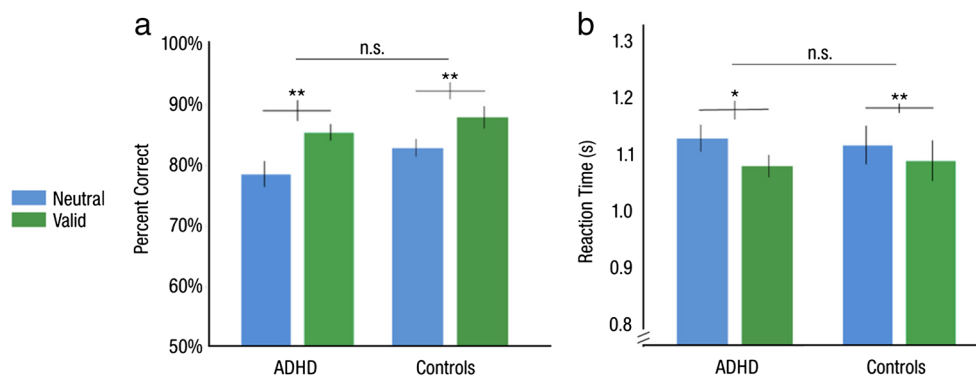 a
100%
90%
80%
70%
60%
50%
Percent Correct
n.s.
**
**
ADHD
Controls
Neutral
Valid
b
1.3
1.2
1.1
1.0
0.9
0.8
Reaction Time (s)
n.s.
*
**
ADHD
Controls